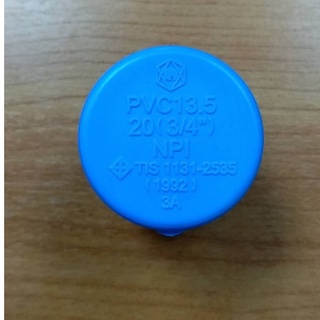 PVC13.5
20(3/4")
NPI
TIS 1131-2535
(1992)
3A